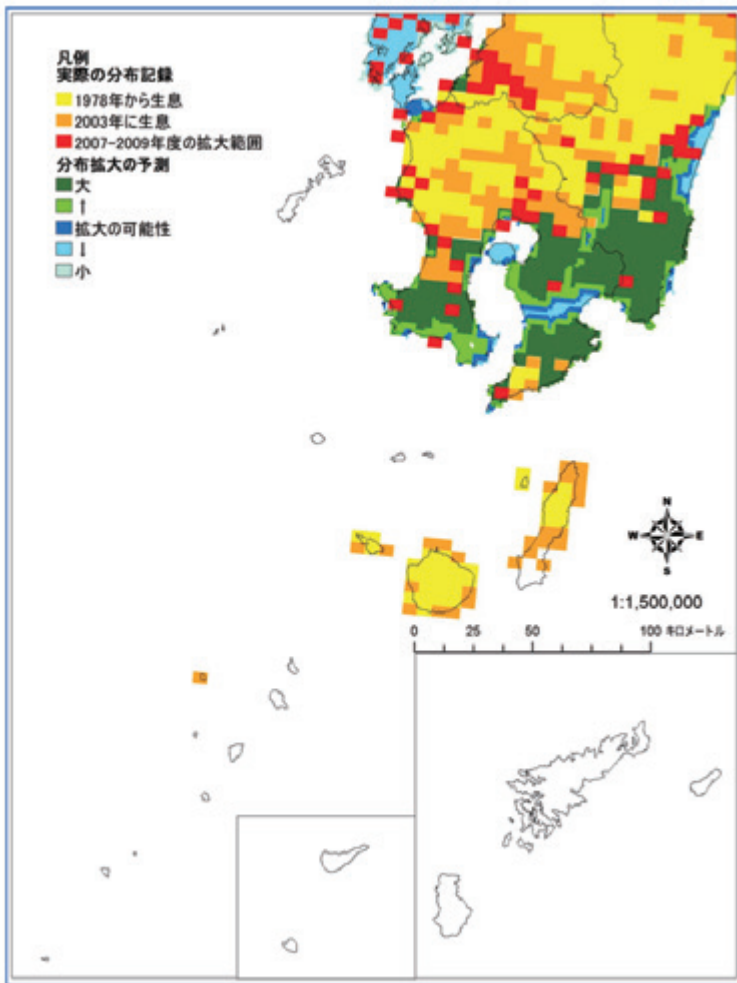 凡例
実際の分布記録
1978年から生息
2003年に生息
2007-2009年度の拡大範囲
分布拡大の予測
大
↑
拡大の可能性
↓
小
N
W E
S
1:1,500,000
0 25 50 100 キロメートル